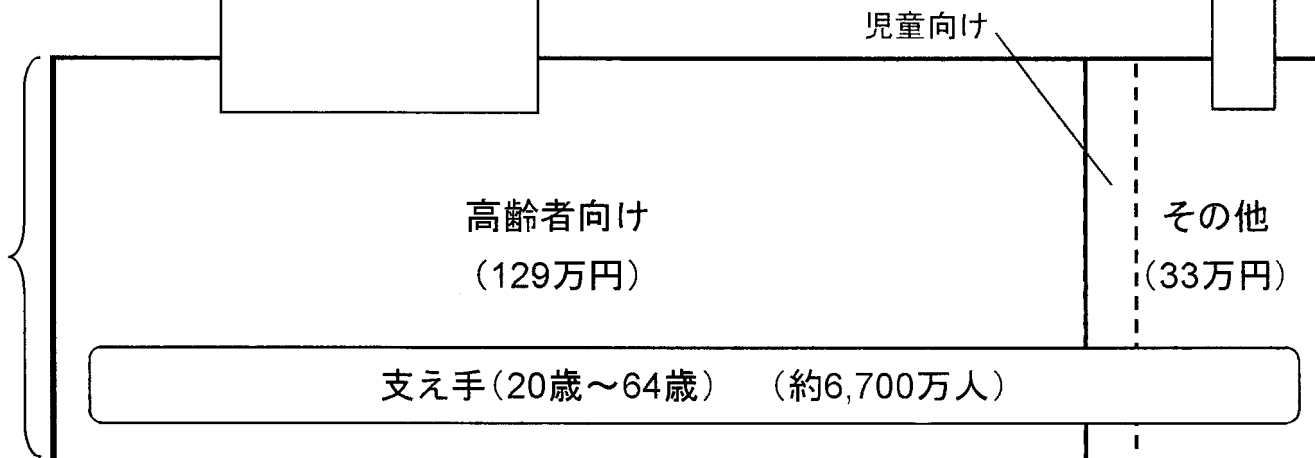 児童向け
高齢者向け
（129万円）
その他
（33万円）
支え手（20歳～64歳）　（約6,700万人）